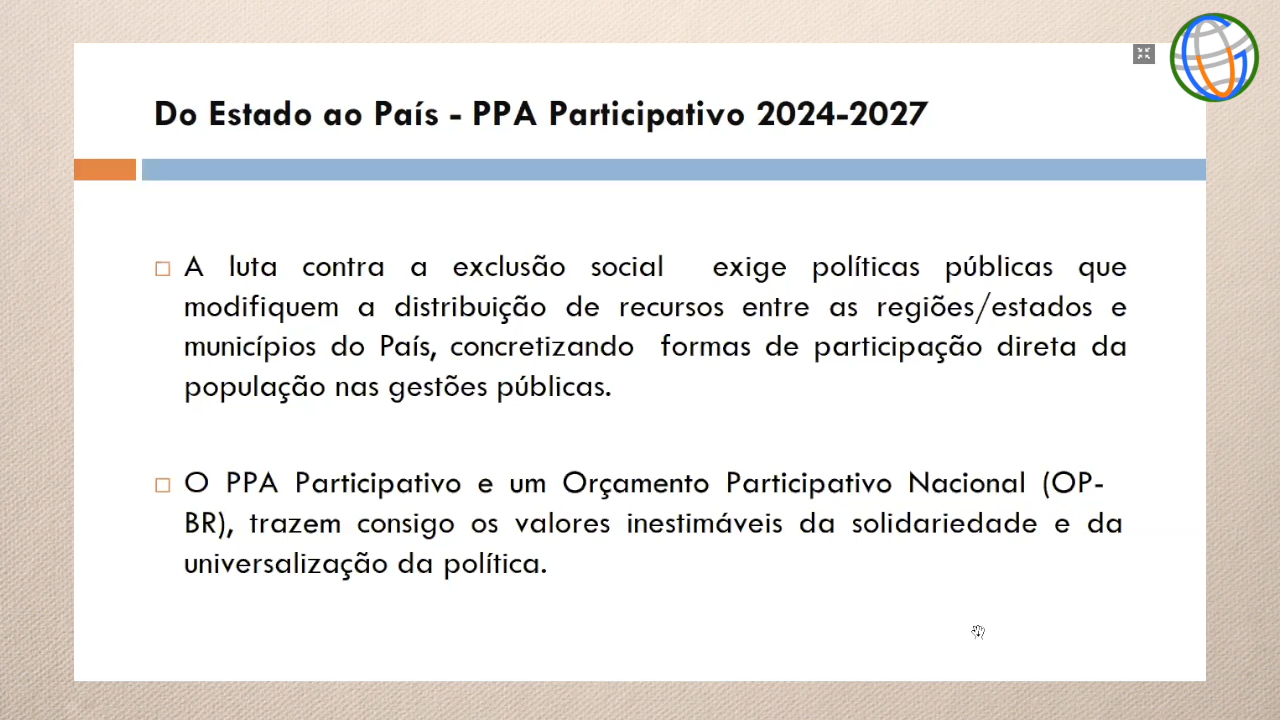 Do Estado ao País - PPA Participativo 2024-2027
A luta contra a exclusão social exige políticas públicas que
modifiquem a distribuição de recursos entre as regiões/estados e
municípios do País, concretizando formas de participação direta da
população nas gestões públicas.
O PPA Participativo e um Orçamento Participativo Nacional (OP-
BR), trazem consigo os valores inestimáveis da solidariedade e da
universalização da política.